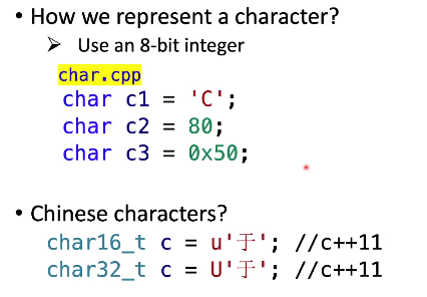 • How we represent a character?
➢ Use an 8-bit integer
char.cpp
char c1 = 'C';
char c2 = 80;
char c3 = 0x50;
• Chinese characters?
char16_t c = u'于'; //c++11
char32_t c = U'于'; //c++11